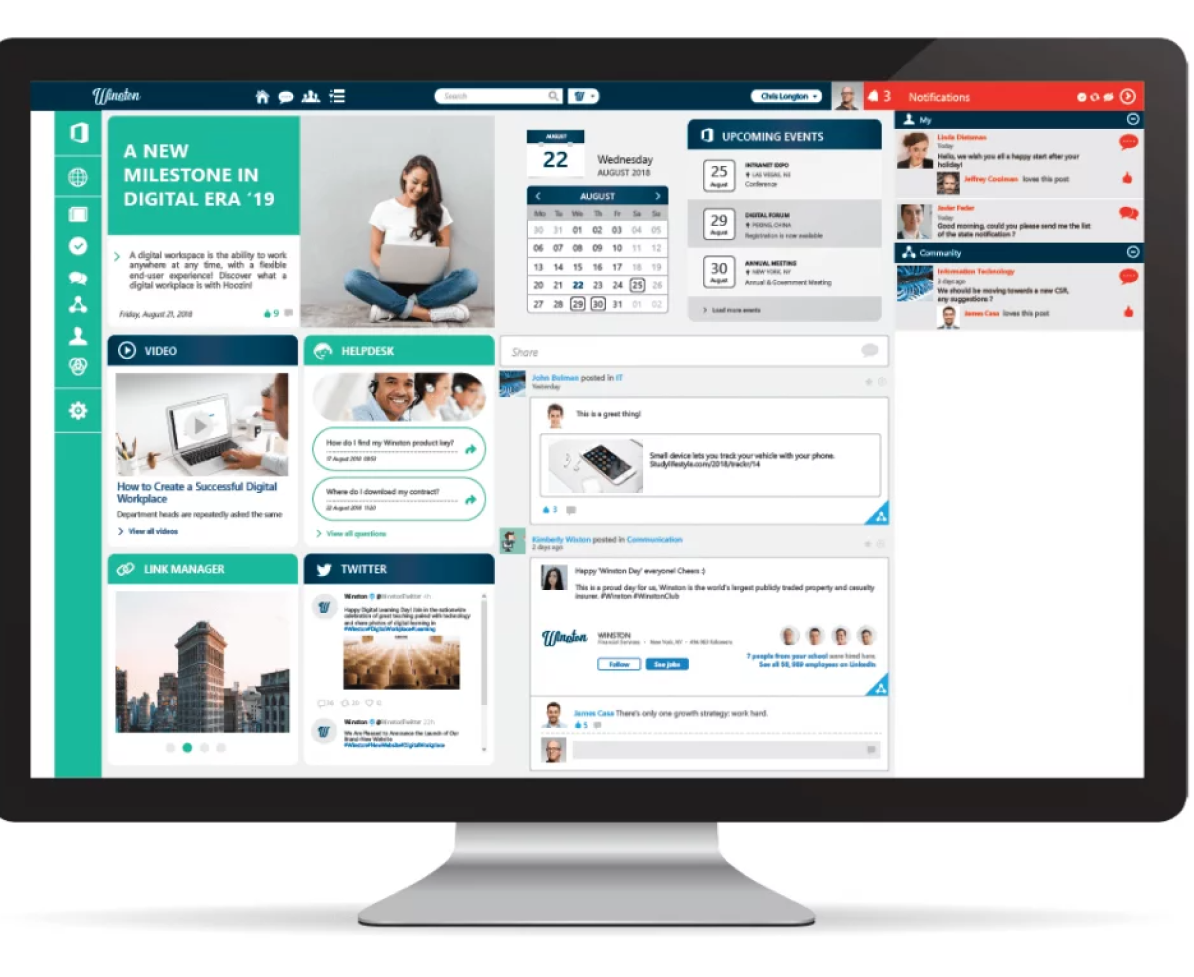 Winston
Search
Chris Longton
3
Notifications
A NEW
MILESTONE IN
DIGITAL ERA ‘19
A digital workspace is the ability to work
anywhere at any time, with a flexible
end-user experience! Discover what a
digital workplace is with Hoozin!
Friday, August 21, 2018
9
AUGUST
22
Wednesday
AUGUST 2018
AUGUST
Mo Tu We Th Fr Sa Su
30 31 01 02 03 04 05
06 07 08 09 10 11 12
13 14 15 16 17 18 19
20 21 22 23 24 25 26
27 28 29 30 31 01 02
UPCOMING EVENTS
25
August
INTRANET EXPO
LAS VEGAS,
Conference
29
August
DIGITAL FORUM
PEKING, CHINA
Registration is now available
30
August
ANNUAL MEETING
NEW YORK, NY
Annual & Government Meeting
Load more events
My
Linda
Today
Hello, we wish you all a happy start after your
holiday!
Jeffrey Coolman loves this post
Today
Good morning, could you please send me the list
of the state notification ?
Community
Information Technology
2 days ago
We should be moving towards a new CSR,
any suggestions ?
James Casa loves this post
VIDEO
How to Create a Successful Digital
Workplace
Department heads are repeatedly asked the same
View all videos
HELPDESK
How do I find my Winston product key?
17 August 2018
Where do I download my contract?
22 August 2018
View all questions
Share
John Bulman posted in IT
Yesterday
This is a great thing!
Small device lets you track your vehicle with your phone.
Studylifestyle.com/2018/trackr/14
3
Kimberly Wixton posted in Communication
2 days ago
Happy 'Winston Day' everyone! Cheers :)
This is a proud day for us, Winston is the world's largest publicly traded property and casualty
insurer. #Winston #WinstonClub
Winston
WINSTON
Financial Services - New York, NY - followers
Follow
See jobs
7 people from your school were hired here
See all employees on LinkedIn
James Casa There's only one growth strategy: work hard.
5
LINK MANAGER
TWITTER
Winston @WinstonTwitter 4h
Happy Digital Learning Day! Join in the nationwide
celebration of great teaching paired with technology
and share photos of digital learning in
#Winston#DigitalWorkplace#Learning
Winston @WinstonTwitter 22h
We Are Pleased to Announce the Launch of Our
Brand-New Website
#Winston#NewWebsite#DigitalWorkplace